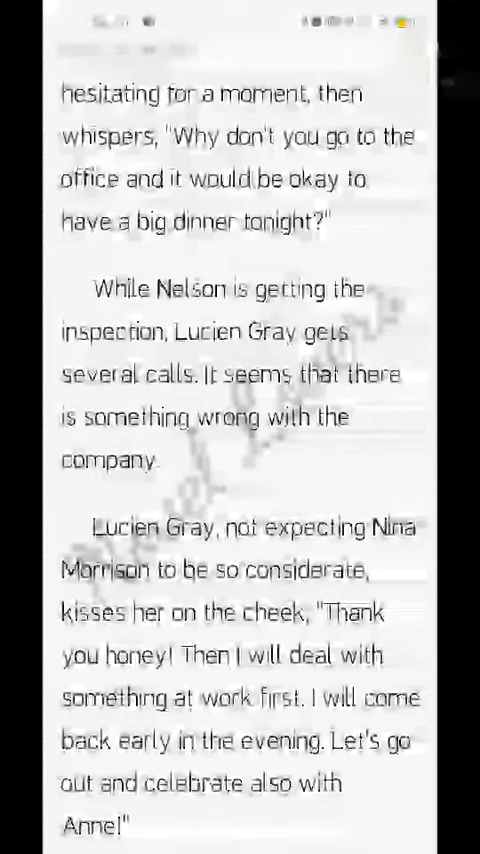 hesitating for a moment, then
whispers, "Why don't you go to the
office and it would be okay to
have a big dinner tonight?"
While Nelson is getting the
inspection, Lucien Gray gets
several calls. It seems that there
is something wrong with the
company.
Lucien Gray, not expecting Nina
Morrison to be so considerate,
kisses her on the cheek, "Thank
you honey! Then I will deal with
something at work first. I will come
back early in the evening. Let's go
out and celebrate also with
Anne!"